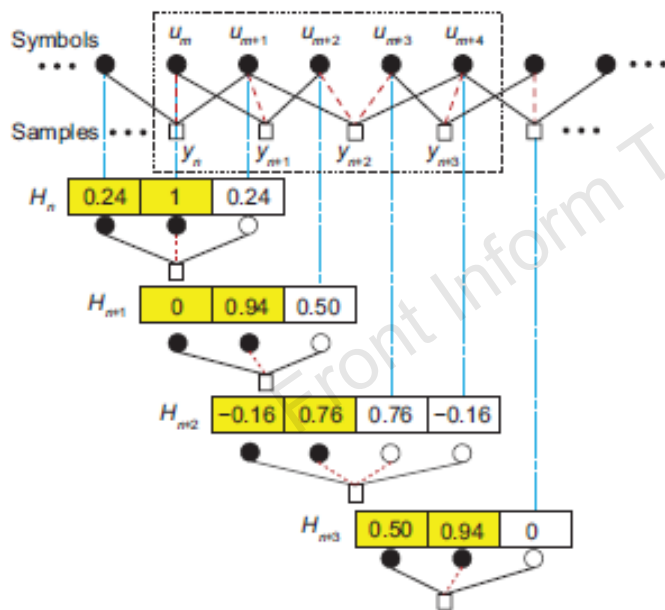 u_m u_{m+1} u_{m+2} u_{m+3} u_{m+4}
Symbols
... ...
Samples ... ...
y_n y_{n+1} y_{n+2} y_{n+3}
H_n 0.24 1 0.24
H_{n+1} 0 0.94 0.50
H_{n+2} −0.16 0.76 0.76 −0.16
H_{n+3} 0.50 0.94 0
Front Inform T